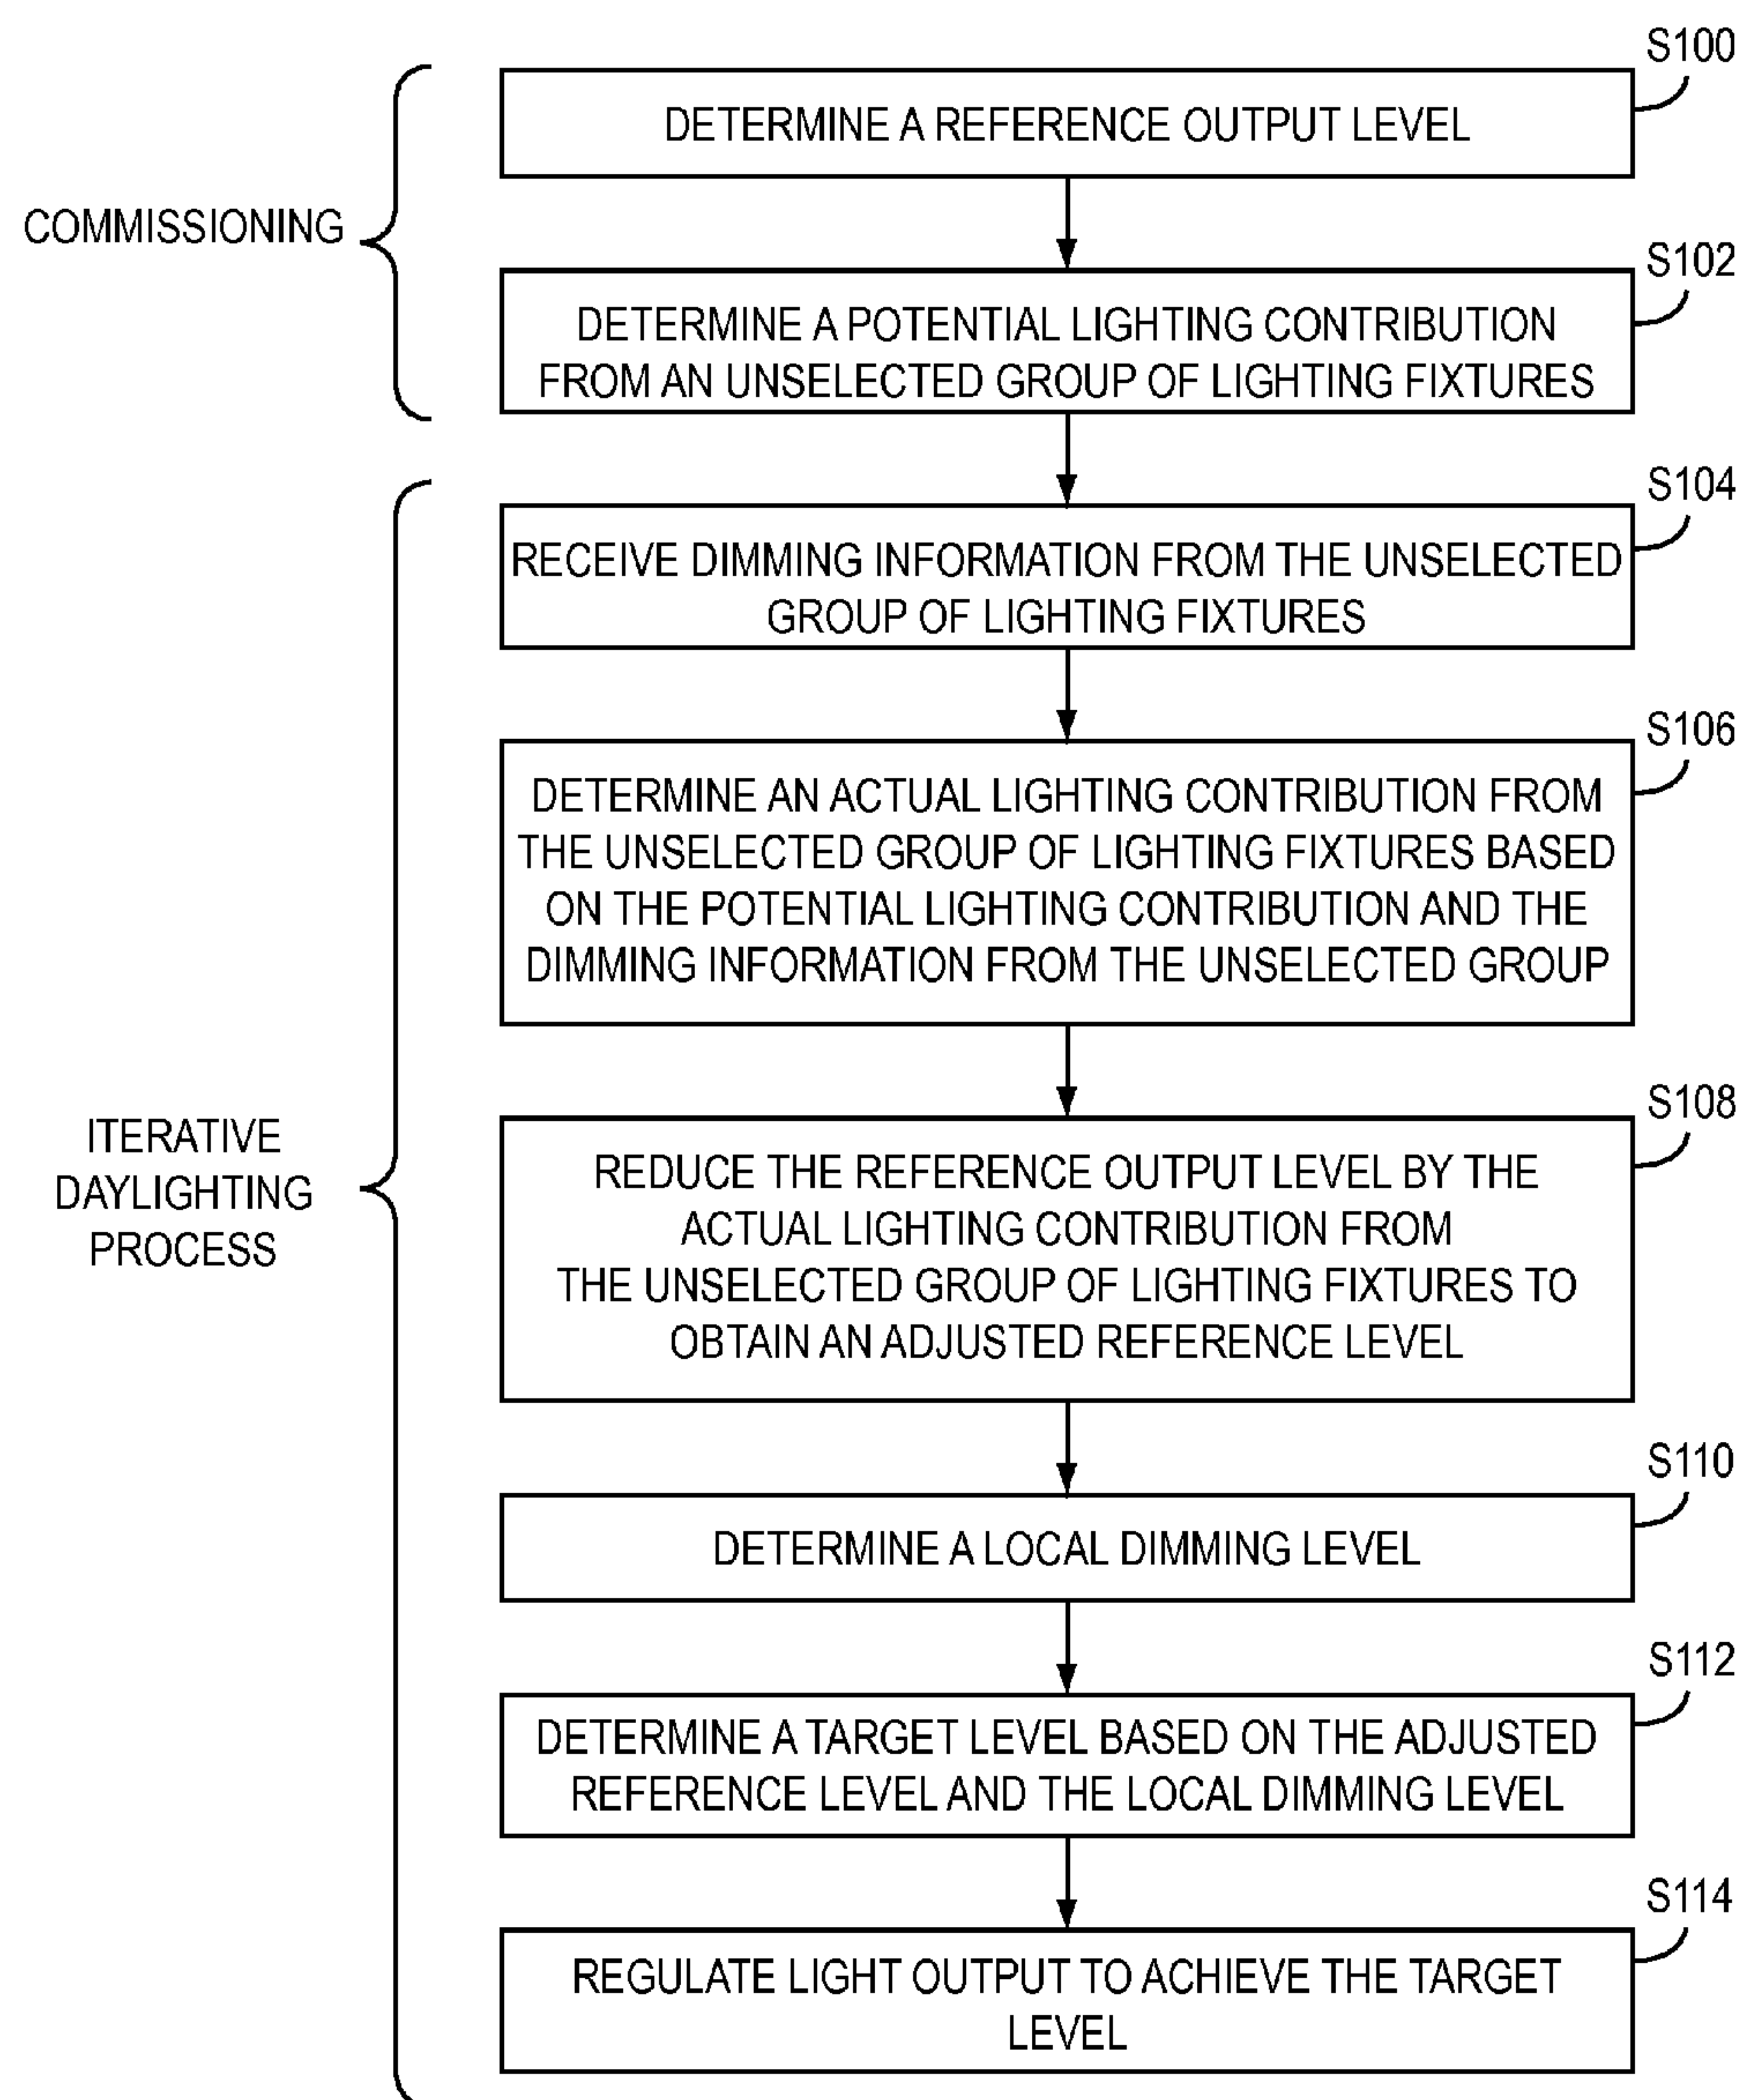 S100
DETERMINE A REFERENCE OUTPUT LEVEL
COMMISSIONING
S102
DETERMINE A POTENTIAL LIGHTING CONTRIBUTION
FROM AN UNSELECTED GROUP OF LIGHTING FIXTURES
S104
RECEIVE DIMMING INFORMATION FROM THE UNSELECTED
GROUP OF LIGHTING FIXTURES
S106
DETERMINE AN ACTUAL LIGHTING CONTRIBUTION FROM
THE UNSELECTED GROUP OF LIGHTING FIXTURES BASED
ON THE POTENTIAL LIGHTING CONTRIBUTION AND THE
DIMMING INFORMATION FROM THE UNSELECTED GROUP
ITERATIVE
DAYLIGHTING
PROCESS
S108
REDUCE THE REFERENCE OUTPUT LEVEL BY THE
ACTUAL LIGHTING CONTRIBUTION FROM
THE UNSELECTED GROUP OF LIGHTING FIXTURES TO
OBTAIN AN ADJUSTED REFERENCE LEVEL
S110
DETERMINE A LOCAL DIMMING LEVEL
S112
DETERMINE A TARGET LEVEL BASED ON THE ADJUSTED
REFERENCE LEVEL AND THE LOCAL DIMMING LEVEL
S114
REGULATE LIGHT OUTPUT TO ACHIEVE THE TARGET
LEVEL